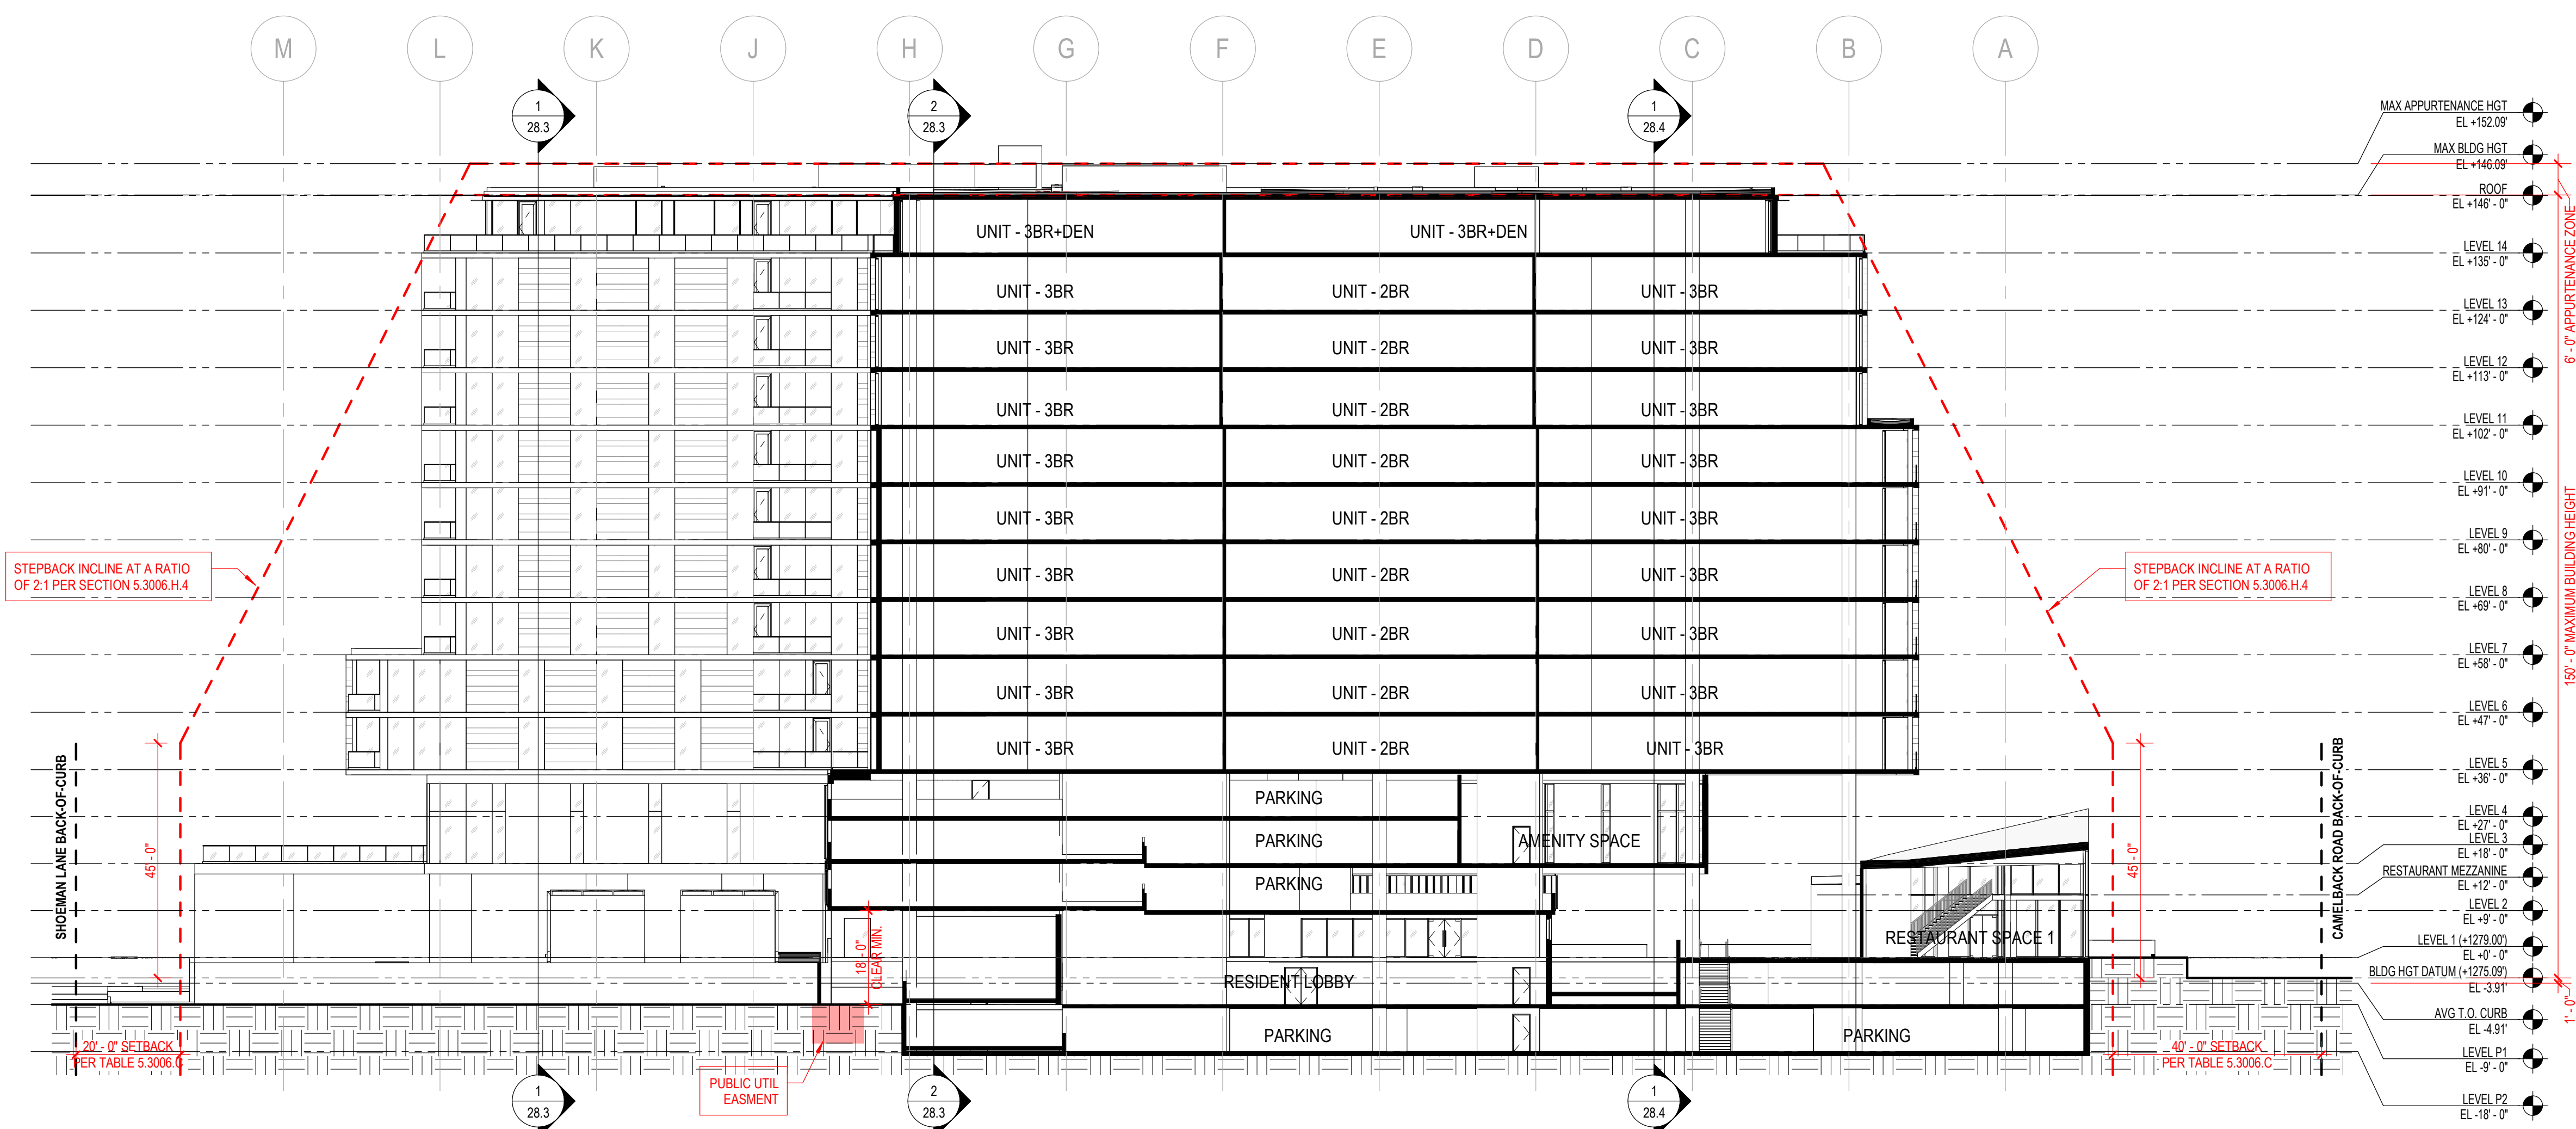 M L K J H G F E D C B A
1
28.3
2
28.3
1
28.4
MAX APPURTENANCE HGT
EL +152.09'
MAX BLDG HGT
EL +146.09'
ROOF
EL +146' - 0"
LEVEL 14
EL +135' - 0"
LEVEL 13
EL +124' - 0"
LEVEL 12
EL +113' - 0"
LEVEL 11
EL +102' - 0"
LEVEL 10
EL +91' - 0"
LEVEL 9
EL +80' - 0"
LEVEL 8
EL +69' - 0"
LEVEL 7
EL +58' - 0"
LEVEL 6
EL +47' - 0"
LEVEL 5
EL +36' - 0"
LEVEL 4
EL +27' - 0"
LEVEL 3
EL +18' - 0"
RESTAURANT MEZZANINE
EL +12' - 0"
LEVEL 2
EL +9' - 0"
LEVEL 1 (+1279.00')
EL +0' - 0"
BLDG HGT DATUM (+1275.09')
EL -3.91'
AVG T.O. CURB
EL -4.91'
LEVEL P1
EL -9' - 0"
LEVEL P2
EL -18' - 0"
6' - 0" APPURTENANCE ZONE
150' - 0" MAXIMUM BUILDING HEIGHT
1' - 0"
UNIT - 3BR+DEN UNIT - 3BR+DEN
UNIT - 3BR UNIT - 2BR UNIT - 3BR
UNIT - 3BR UNIT - 2BR UNIT - 3BR
UNIT - 3BR UNIT - 2BR UNIT - 3BR
UNIT - 3BR UNIT - 2BR UNIT - 3BR
UNIT - 3BR UNIT - 2BR UNIT - 3BR
UNIT - 3BR UNIT - 2BR UNIT - 3BR
UNIT - 3BR UNIT - 2BR UNIT - 3BR
UNIT - 3BR UNIT - 2BR UNIT - 3BR
UNIT - 3BR UNIT - 2BR UNIT - 3BR
STEPBACK INCLINE AT A RATIO
OF 2:1 PER SECTION 5.3006.H.4
STEPBACK INCLINE AT A RATIO
OF 2:1 PER SECTION 5.3006.H.4
SHOEMAN LANE BACK-OF-CURB
45' - 0"
PARKING
PARKING AMENITY SPACE
PARKING
18' - 0"
CLEAR MIN.
RESTAURANT SPACE 1
RESIDENT LOBBY
PARKING PARKING
45' - 0"
CAMELBACK ROAD BACK-OF-CURB
20' - 0" SETBACK
PER TABLE 5.3006.C
40' - 0" SETBACK
PER TABLE 5.3006.C
PUBLIC UTIL
EASMENT
1
28.3
2
28.3
1
28.4